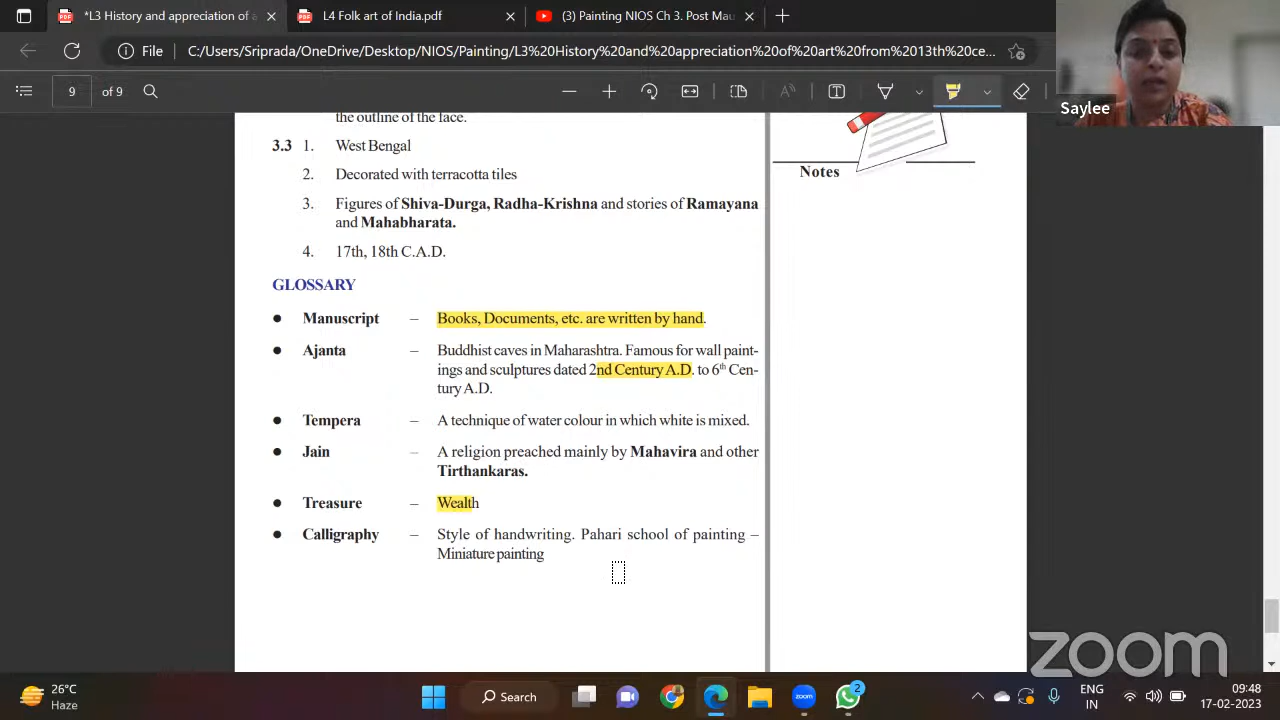 *L3 History and appreciation of a
L4 Folk art of India.pdf
(3) Painting NIOS Ch 3. Post Mau
File
C:/Users/Sriprada/OneDrive/Desktop/NIOS/Painting/L3%20History%20and%20appreciation%20of%20art%20from%2013th%20ce...
9 of 9
Saylee
the outline of the face.
3.3 1. West Bengal
2. Decorated with terracotta tiles
3. Figures of Shiva-Durga, Radha-Krishna and stories of Ramayana
and Mahabharata.
4. 17th, 18th C.A.D.
Notes
GLOSSARY
● Manuscript – Books, Documents, etc. are written by hand.
● Ajanta – Buddhist caves in Maharashtra. Famous for wall paint-
ings and sculptures dated 2nd Century A.D. to 6th Cen-
tury A.D.
● Tempera – A technique of water colour in which white is mixed.
● Jain – A religion preached mainly by Mahavira and other
Tirthankaras.
● Treasure – Wealth
● Calligraphy – Style of handwriting. Pahari school of painting –
Miniature painting
zoom
26°C
Haze
Search
zoom
2
ENG
IN
09:48
17-02-2023